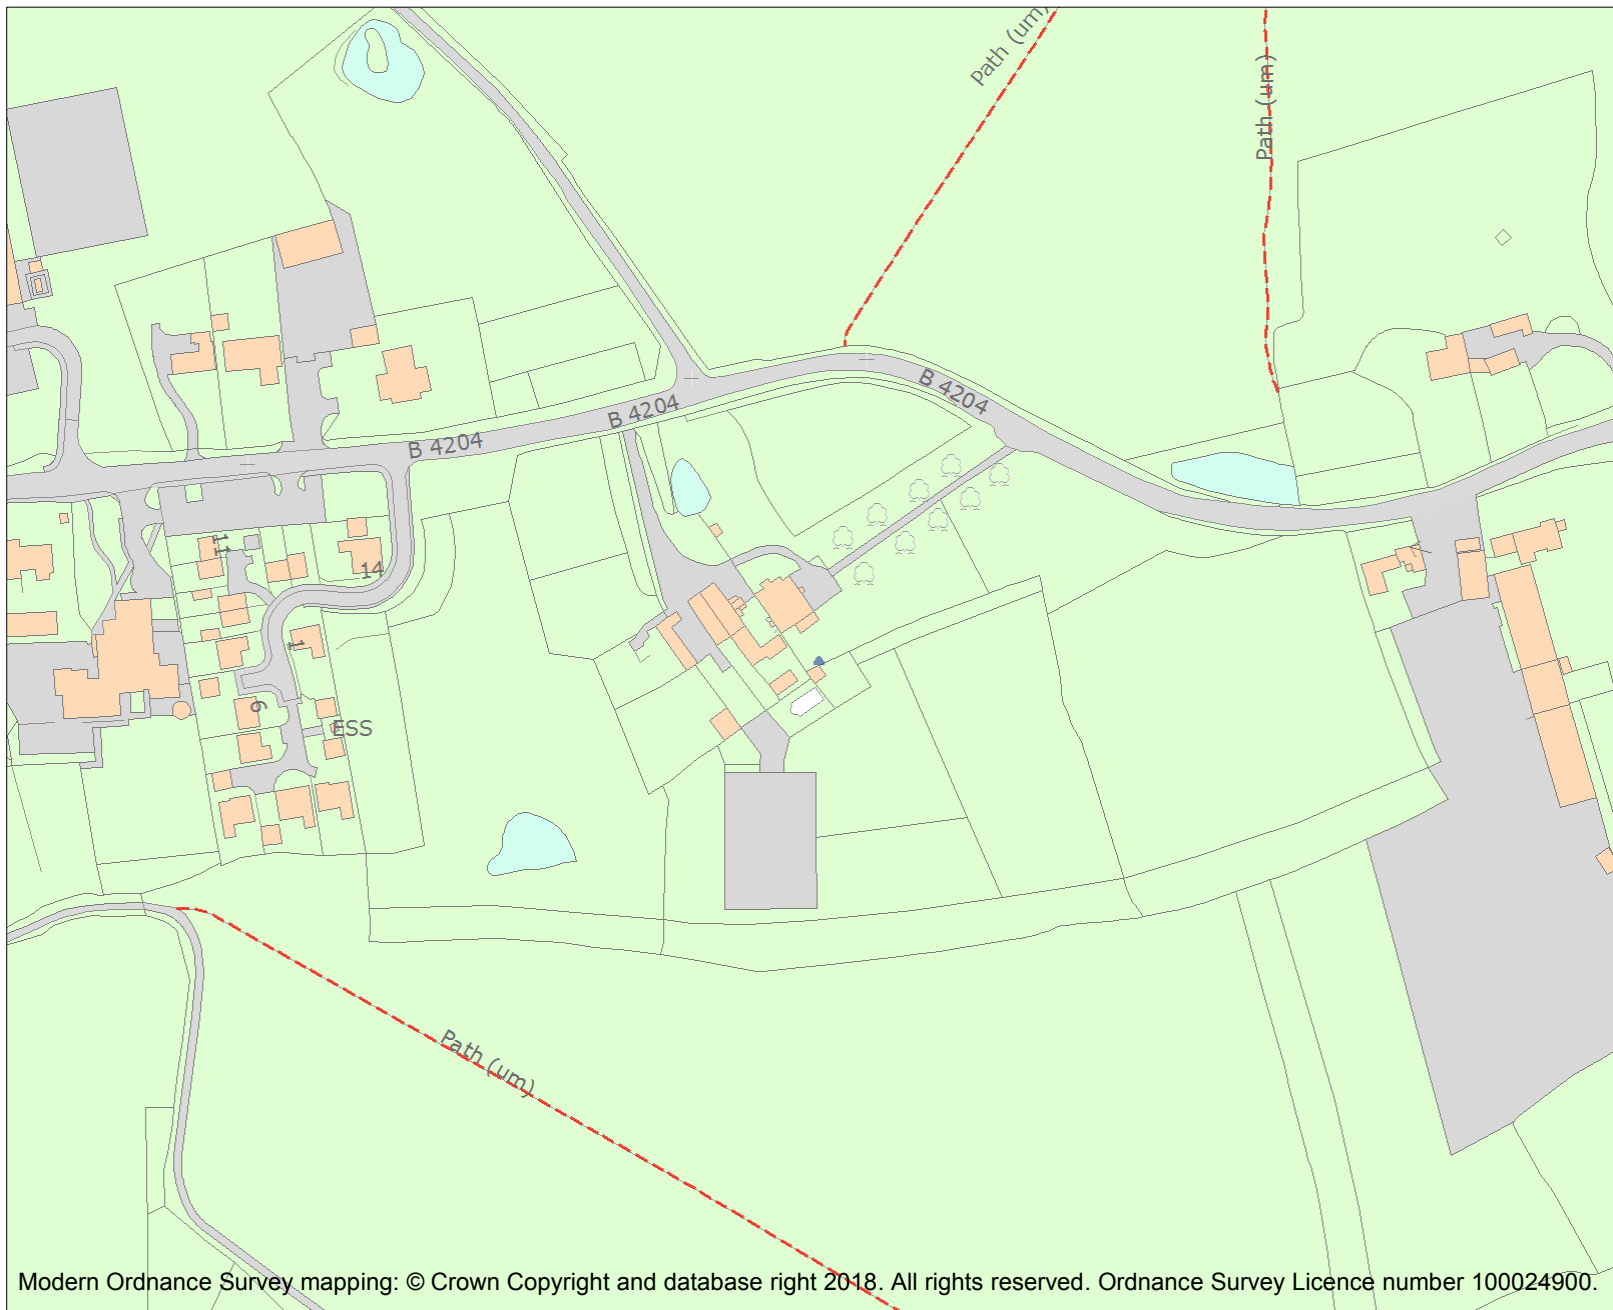 Path (um)
Path (um)
B 4204
B 4204
B 4204
11
14
1
6
ESS
Path (um)
Modern Ordnance Survey mapping: © Crown Copyright and database right 2018. All rights reserved. Ordnance Survey Licence number 100024900.